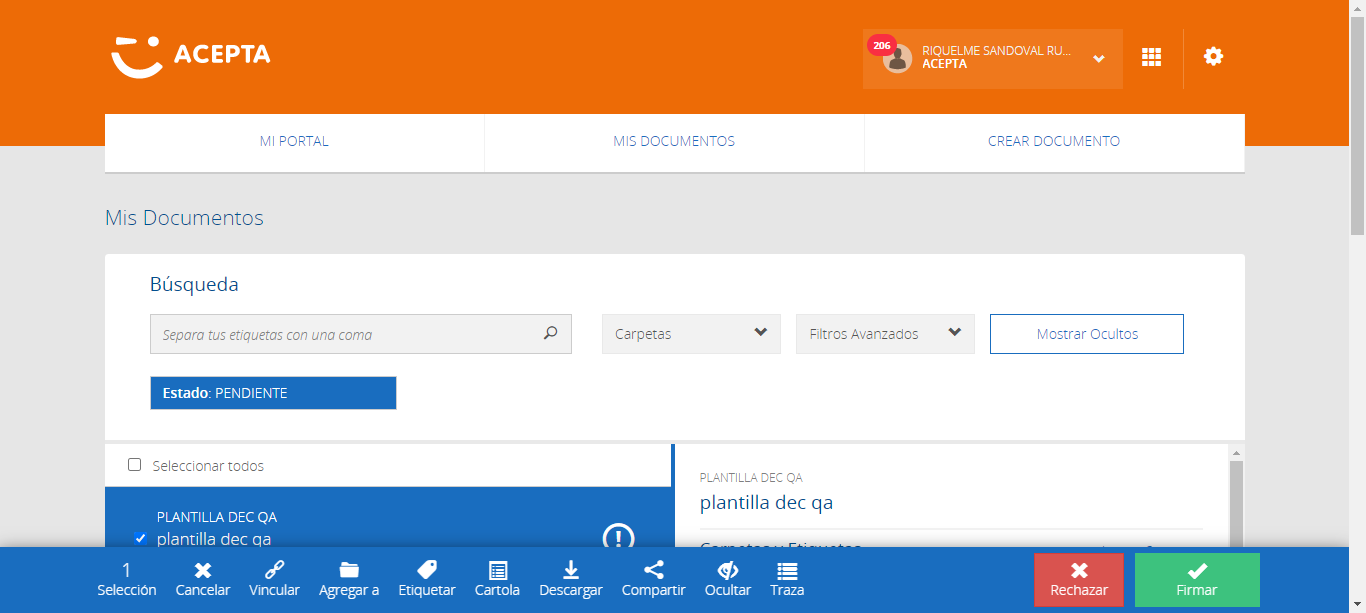 ACEPTA
206
RIQUELME SANDOVAL RU...
ACEPTA
MI PORTAL
MIS DOCUMENTOS
CREAR DOCUMENTO
Mis Documentos
Búsqueda
Separa tus etiquetas con una coma
Carpetas
Filtros Avanzados
Mostrar Ocultos
Estado: PENDIENTE
Seleccionar todos
PLANTILLA DEC QA
plantilla dec qa
PLANTILLA DEC QA
plantilla dec qa
Carpetas y Etiquetas
1
Selección
Cancelar
Vincular
Agregar a
Etiquetar
Cartola
Descargar
Compartir
Ocultar
Traza
Rechazar
Firmar